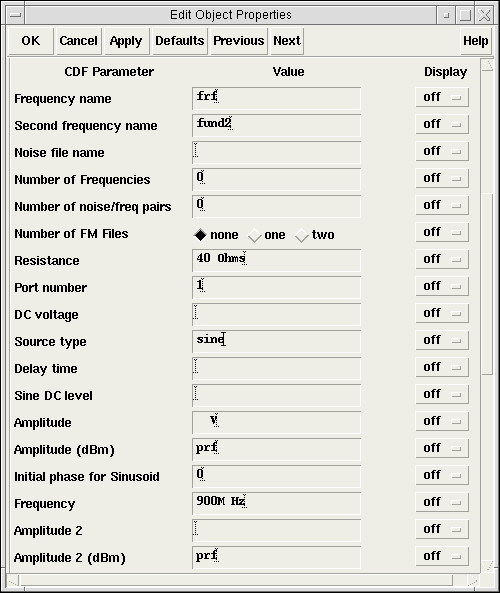 Edit Object Properties
OK Cancel Apply Defaults Previous Next Help
CDF Parameter Value Display
Frequency name frf off
Second frequency name fund2 off
Noise file name off
Number of Frequencies 0 off
Number of noise/freq pairs 0 off
Number of FM Files none one two off
Resistance 40 Ohms off
Port number 1 off
DC voltage off
Source type sine off
Delay time off
Sine DC level off
Amplitude V off
Amplitude (dBm) prf off
Initial phase for Sinusoid 0 off
Frequency 900M Hz off
Amplitude 2 off
Amplitude 2 (dBm) prf off